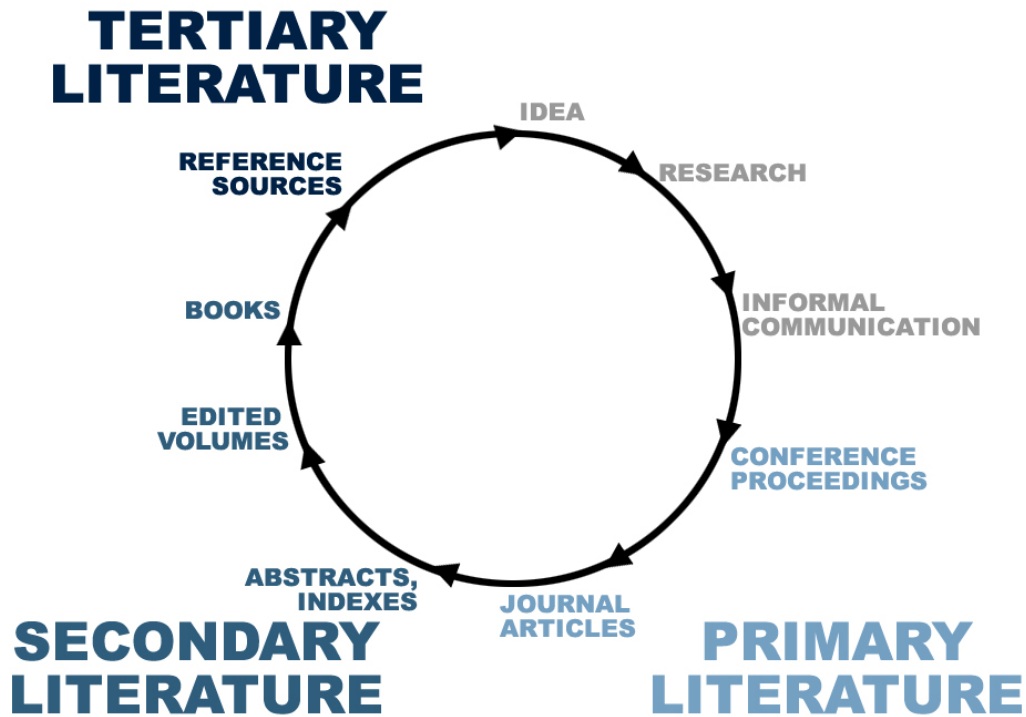 TERTIARY
LITERATURE
IDEA
RESEARCH
INFORMAL
COMMUNICATION
CONFERENCE
PROCEEDINGS
JOURNAL
ARTICLES
ABSTRACTS,
INDEXES
EDITED
VOLUMES
BOOKS
REFERENCE
SOURCES
SECONDARY
LITERATURE
PRIMARY
LITERATURE